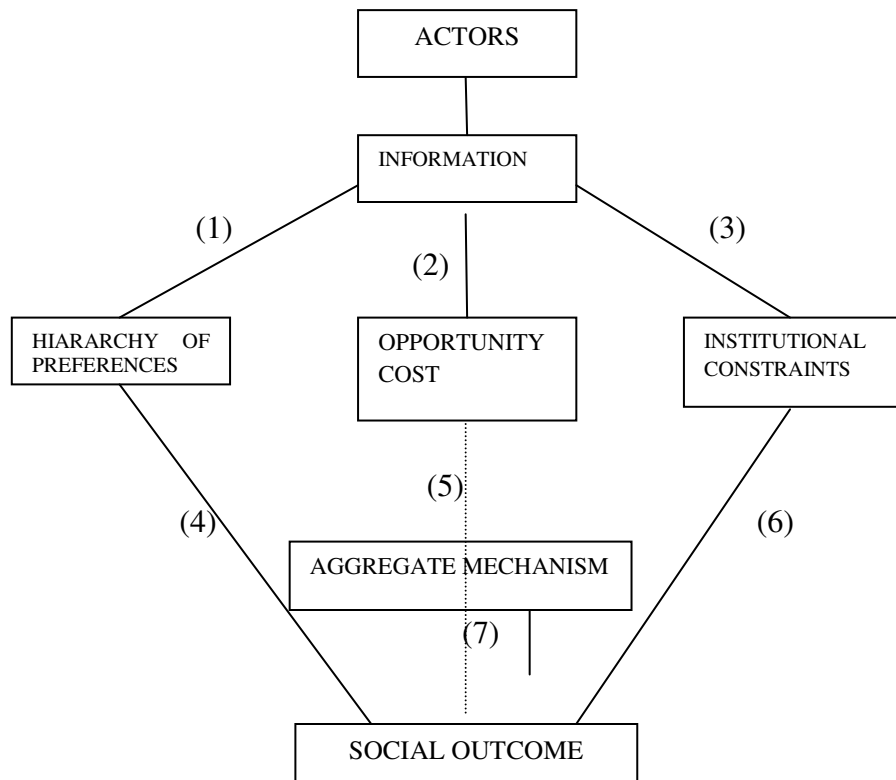 ACTORS
INFORMATION
(1)
(3)
(2)
HIARARCHY OF
PREFERENCES
OPPORTUNITY
COST
INSTITUTIONAL
CONSTRAINTS
(5)
(4)
(6)
AGGREGATE MECHANISM
(7)
SOCIAL OUTCOME